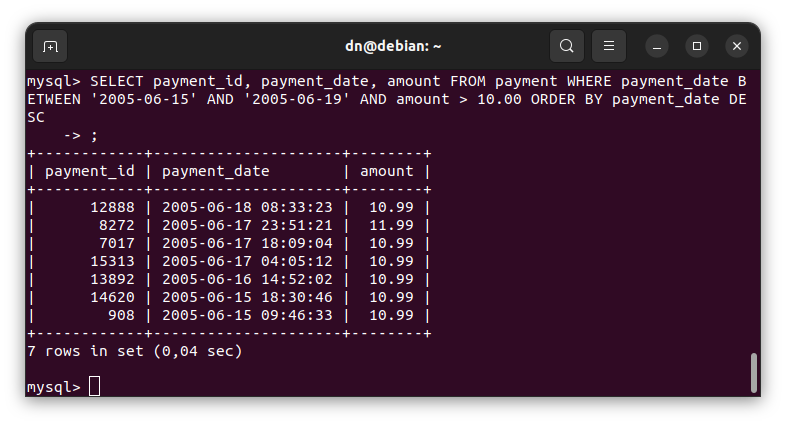 dn@debian: ~
mysql> SELECT payment_id, payment_date, amount FROM payment WHERE payment_date B
ETWEEN '2005-06-15' AND '2005-06-19' AND amount > 10.00 ORDER BY payment_date DE
SC
    -> ;
+------------+---------------------+--------+
| payment_id | payment_date        | amount |
+------------+---------------------+--------+
|      12888 | 2005-06-18 08:33:23 |  10.99 |
|       8272 | 2005-06-17 23:51:21 |  11.99 |
|       7017 | 2005-06-17 18:09:04 |  10.99 |
|      15313 | 2005-06-17 04:05:12 |  10.99 |
|      13892 | 2005-06-16 14:52:02 |  10.99 |
|      14620 | 2005-06-15 18:30:46 |  10.99 |
|        908 | 2005-06-15 09:46:33 |  10.99 |
+------------+---------------------+--------+
7 rows in set (0,04 sec)
mysql>